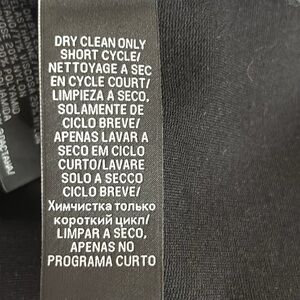 DRY CLEAN ONLY
SHORT CYCLE/
NETTOYAGE A SEC
EN CYCLE COURT/
LIMPIEZA A SECO,
SOLAMENTE DE
CICLO BREVE/
APENAS LAVAR A
SECO EM CICLO
CURTO/LAVARE
SOLO A SECCO
CICLO BREVE/
Химчистка только
короткий цикл/
LIMPAR A SECO,
APENAS NO
PROGRAMA CURTO